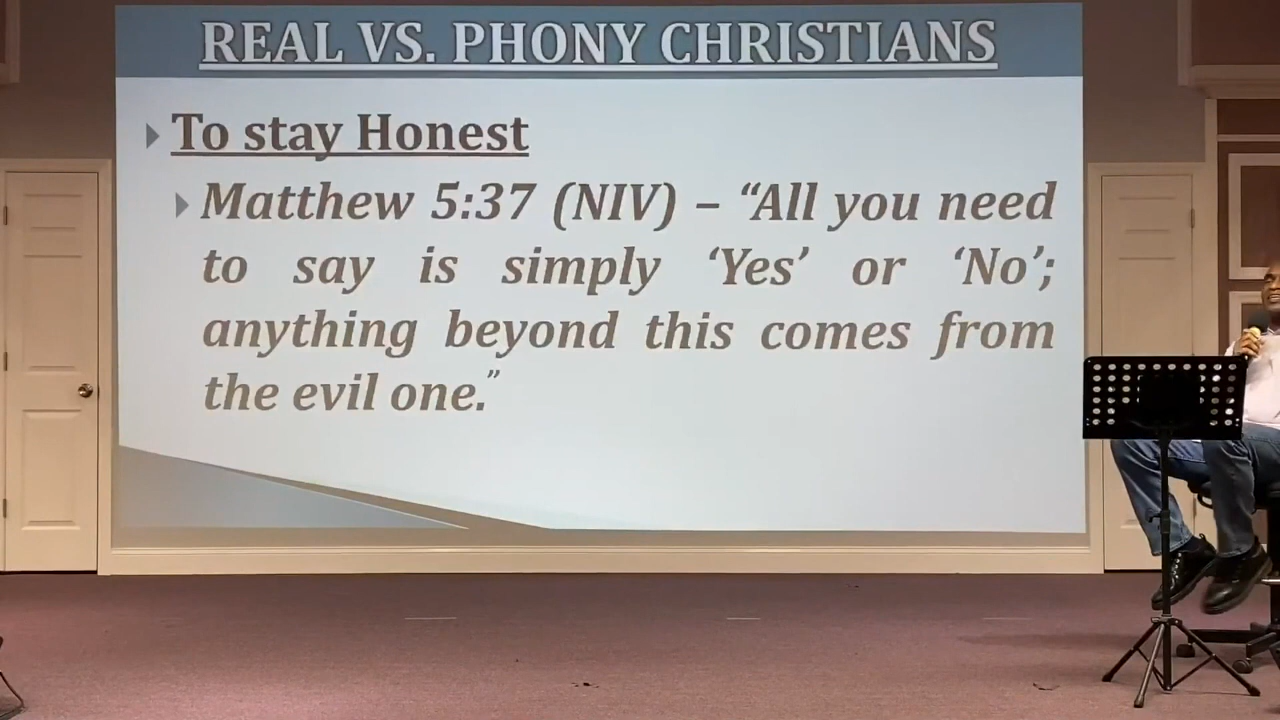 REAL VS. PHONY CHRISTIANS
To stay Honest
Matthew 5:37 (NIV) – “All you need
to say is simply ‘Yes’ or ‘No’;
anything beyond this comes from
the evil one.”